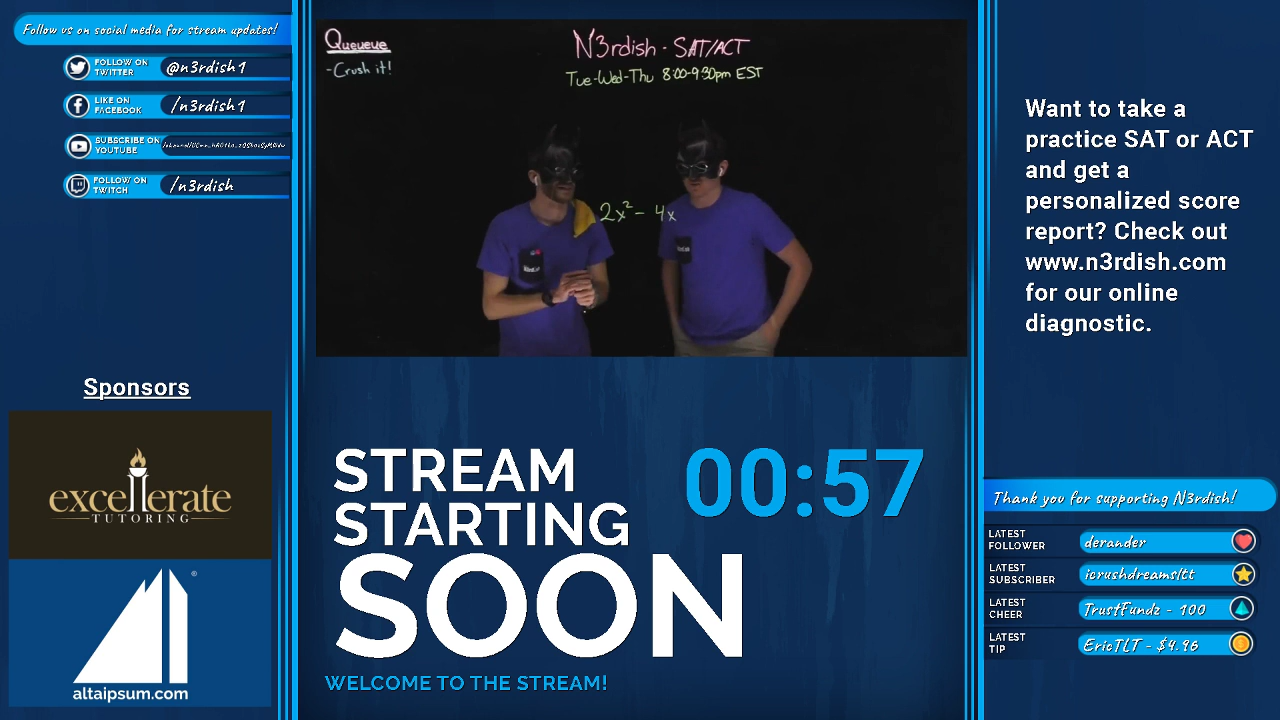 Follow us on social media for stream updates!
FOLLOW ON
TWITTER
@n3rdish1
LIKE ON
FACEBOOK
/n3rdish1
SUBSCRIBE ON
YOUTUBE
FOLLOW ON
TWITCH
/n3rdish
Sponsors
excellerate
TUTORING
®
altaipsum.com
Queueue
-Crush it!
N3rdish - SAT/ACT
Tue-Wed-Thu 8:00-9:30pm EST
2x² - 4x
STREAM
STARTING
SOON
00:57
WELCOME TO THE STREAM!
Want to take a
practice SAT or ACT
and get a
personalized score
report? Check out
www.n3rdish.com
for our online
diagnostic.
Thank you for supporting N3rdish!
LATEST
FOLLOWER
derander
LATEST
SUBSCRIBER
icrushdreamsltt
LATEST
CHEER
TrustFundz - 100
LATEST
TIP
EricTLT - $4.96